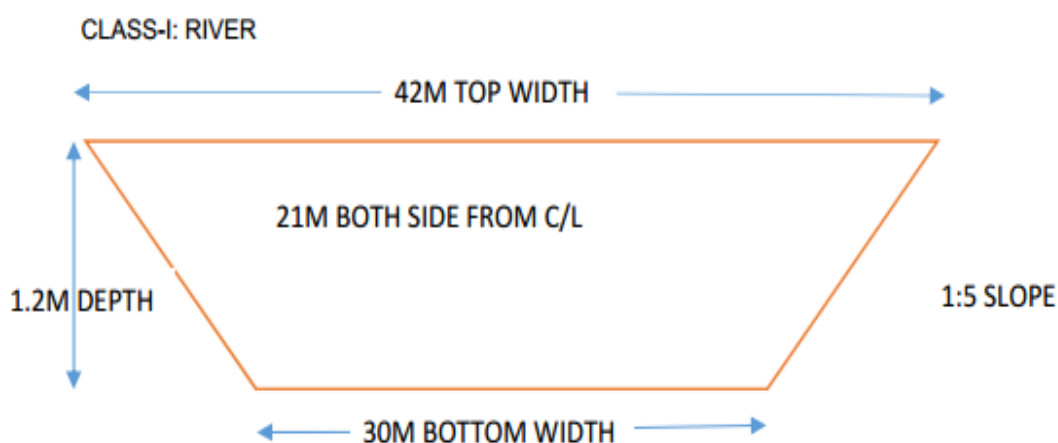 CLASS-I: RIVER
42M TOP WIDTH
21M BOTH SIDE FROM C/L
1.2M DEPTH
1:5 SLOPE
30M BOTTOM WIDTH